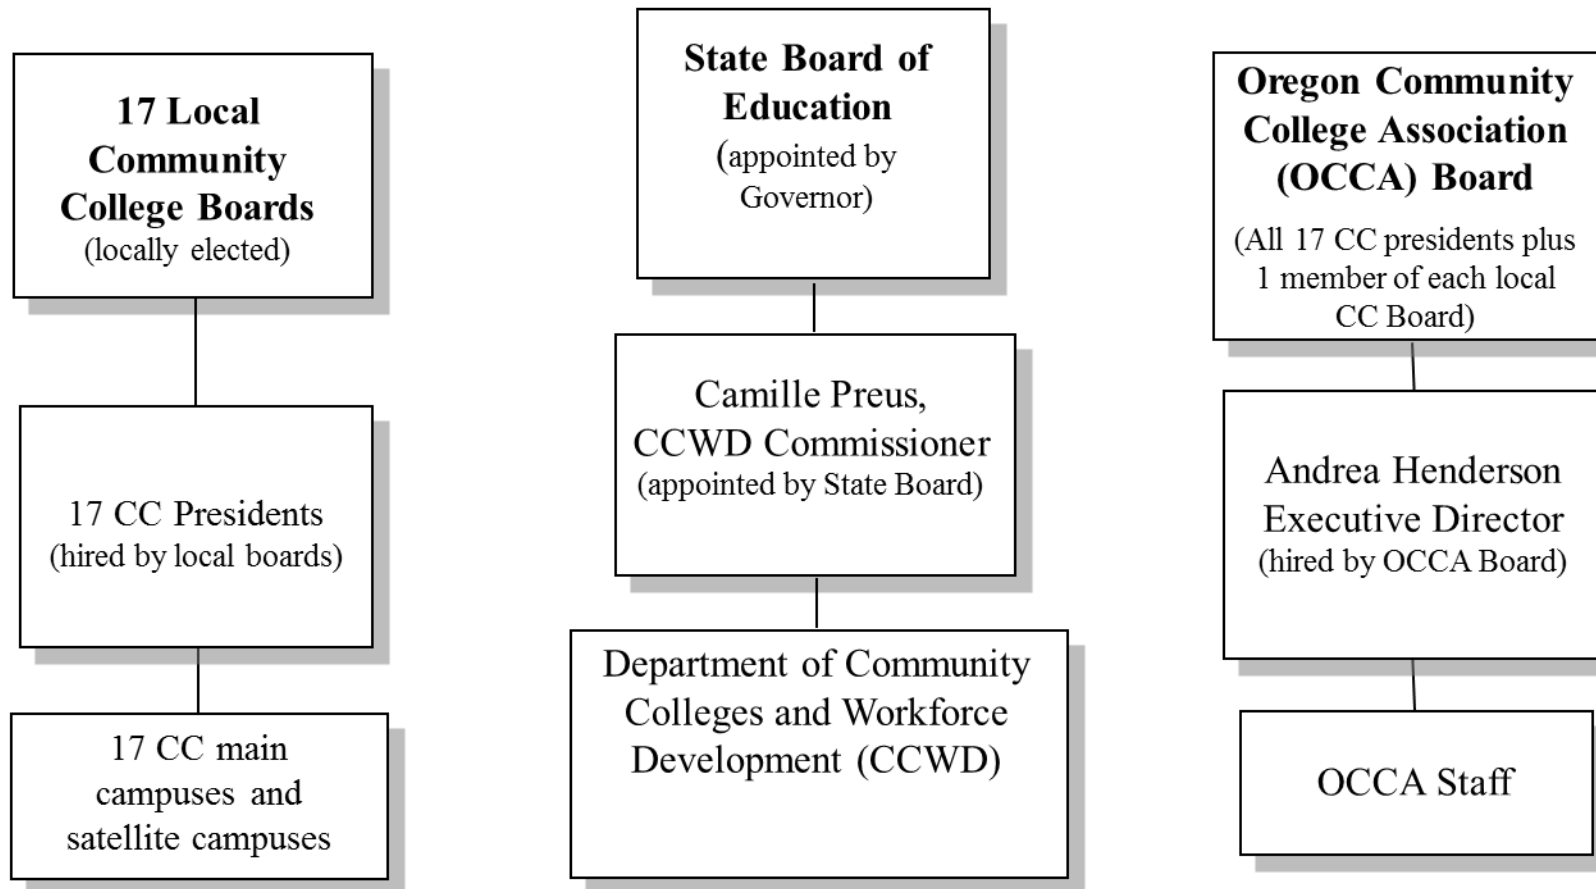 17 Local
Community
College Boards
(locally elected)
17 CC Presidents
(hired by local boards)
17 CC main
campuses and
satellite campuses
State Board of
Education
(appointed by
Governor)
Camille Preus,
CCWD Commissioner
(appointed by State Board)
Department of Community
Colleges and Workforce
Development (CCWD)
Oregon Community
College Association
(OCCA) Board
(All 17 CC presidents plus
1 member of each local
CC Board)
Andrea Henderson
Executive Director
(hired by OCCA Board)
OCCA Staff